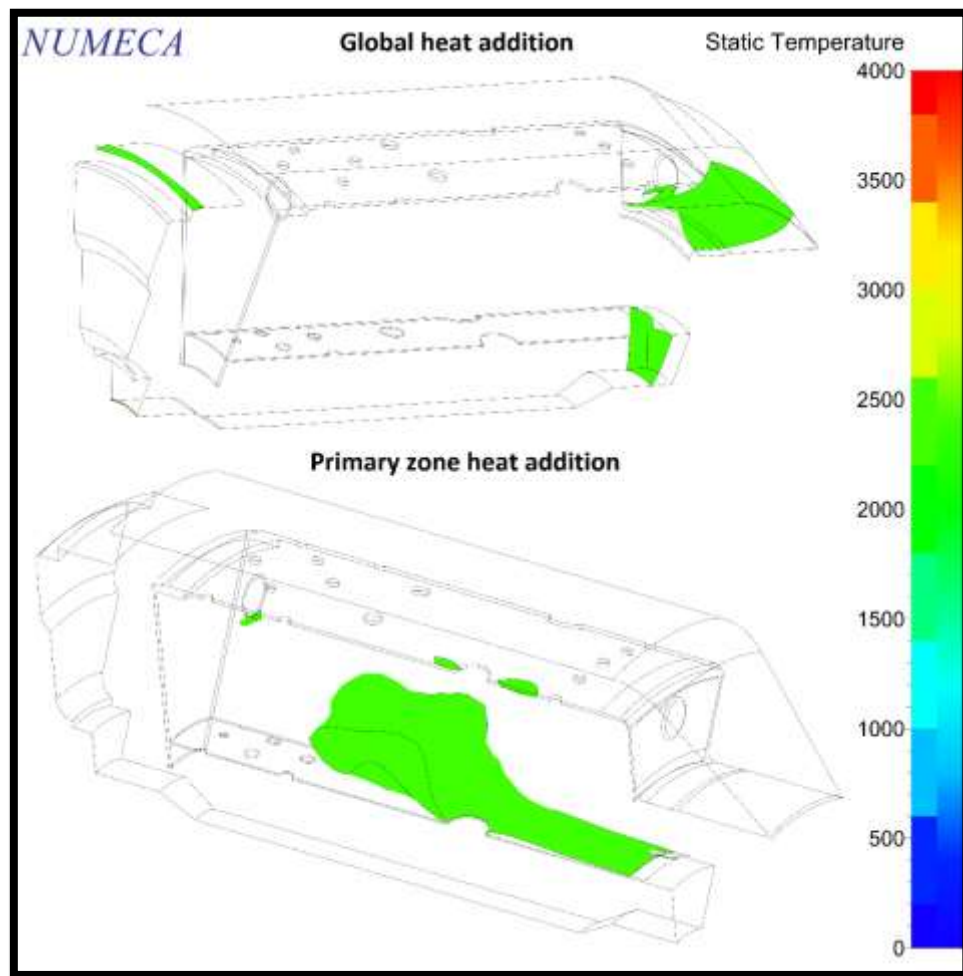 NUMECA
Global heat addition
Static Temperature
4000
3500
3000
2500
2000
1500
1000
500
0
Primary zone heat addition